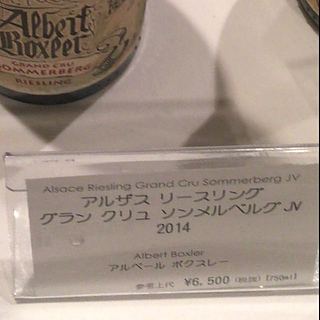 Albert
Boxler
GRAND CRU
SOMMERBERG
RIESLING
Alsace Riesling Grand Cru Sommerberg JV
アルザス リースリング
グラン クリュ ソンメルベルグ JV
2014
Albert Boxler
アルベール ボクスレー
参考上代 ¥6,500 (税抜) [750ml]